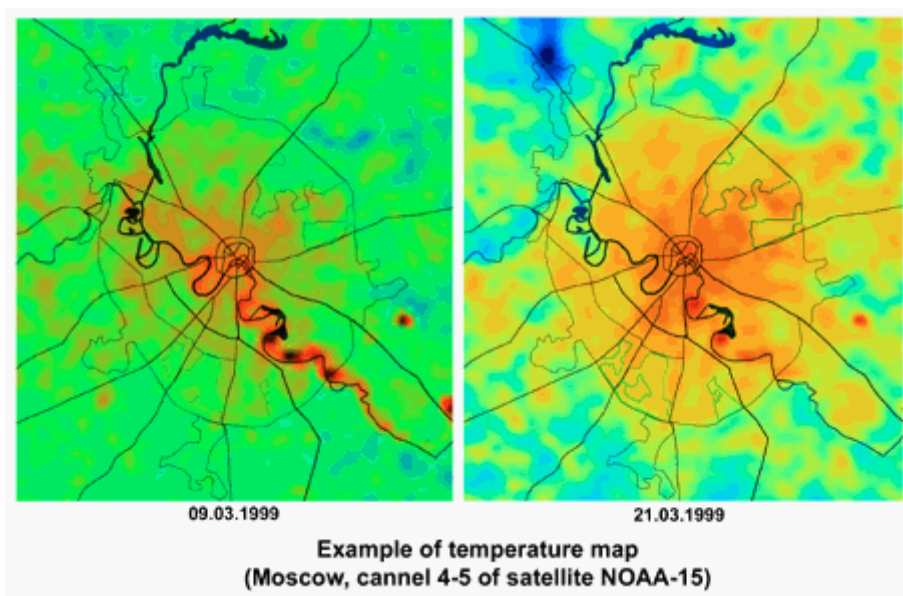 09.03.1999
21.03.1999
Example of temperature map
(Moscow, cannel 4-5 of satellite NOAA-15)